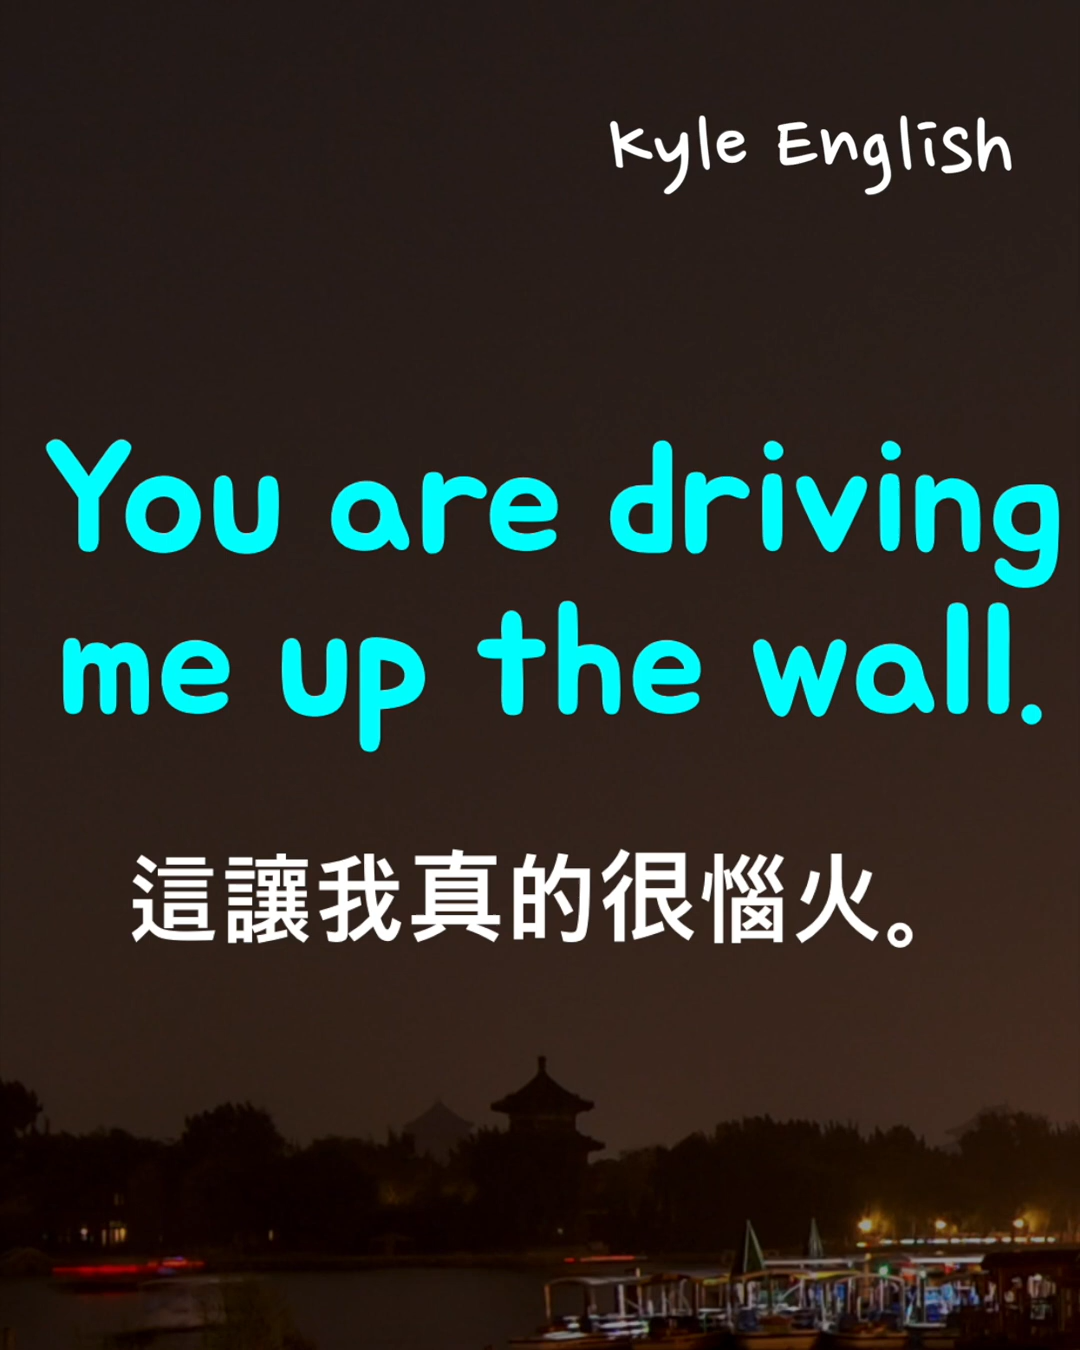 Kyle English
You are driving
me up the wall.
這讓我真的很惱火。